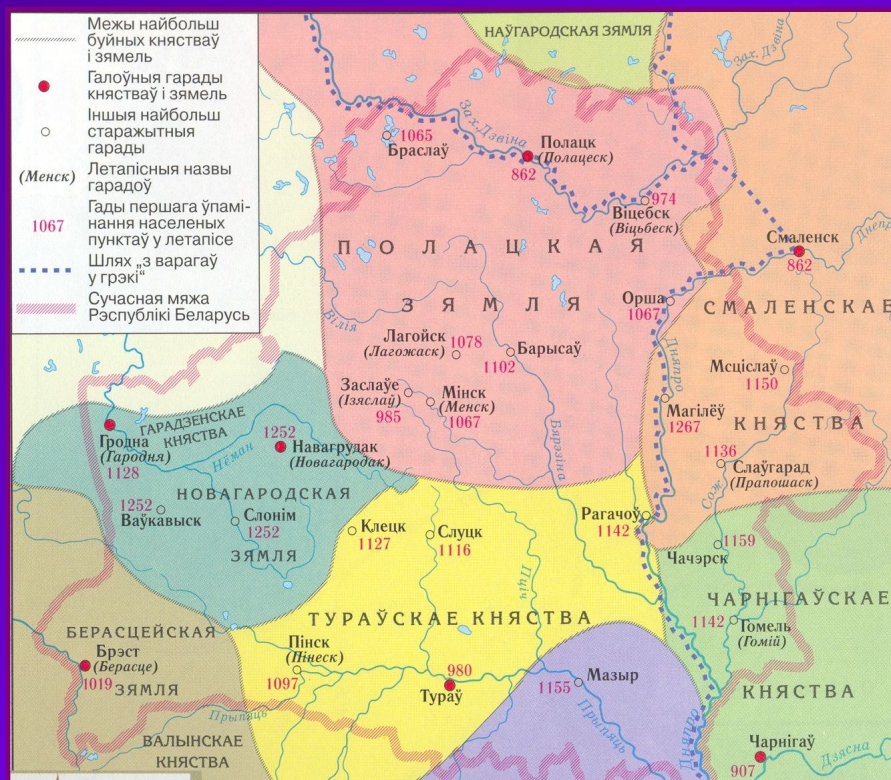 Межы найбольш
буйных княстваў
і зямель
Галоўныя гарады
княстваў і зямель
Іншыя найбольш
старажытныя
гарады
(Менск)
Летапісныя назвы
гарадоў
1067
Гады першага ўпамі-
нання населеных
пунктаў у летапісе
Шлях „з варагаў
у грэкі“
Сучасная мяжа
Рэспублікі Беларусь
НАЎГАРОДСКАЯ ЗЯМЛЯ
Зах. Дзвіна
Зах. Дзвіна
1065
Браслаў
Полацк
(Полацеск)
862
974
Віцебск
(Віцьбеск)
Смаленск
862
Днепр
ПОЛАЦКАЯ
ЗЯМЛЯ
Вілія
Орша
1067
СМАЛЕНСКАЕ
КНЯСТВА
Лагойск
(Лагожаск)
1078
Барысаў
1102
Дняпро
Мсціслаў
1150
Заслаўе
(Ізяслаў)
985
Мінск
(Менск)
1067
Магілёў
1267
Бярэзіна
1136
Слаўгарад
(Прапошаск)
Сож
ГАРАДЗЕНСКАЕ
КНЯСТВА
Гродна
(Гародня)
1128
Нёман
1252
Навагрудак
(Новагародак)
НОВАГАРОДСКАЯ
ЗЯМЛЯ
1252
Ваўкавыск
Слонім
1252
Клецк
1127
Слуцк
1116
Рагачоў
1142
1159
Чачэрск
Пціч
ТУРАЎСКАЕ КНЯСТВА
ЧАРНІГАЎСКАЕ
КНЯСТВА
1142
Гомель
(Гомій)
БЕРАСЦЕЙСКАЯ
ЗЯМЛЯ
Брэст
(Берасце)
1019
Пінск
(Пінеск)
1097
980
Тураў
Мазыр
1155
Прыпяць
Прыпяць
Дняпро
ВАЛЫНСКАЕ
КНЯСТВА
Чарнігаў
907
Дзясна